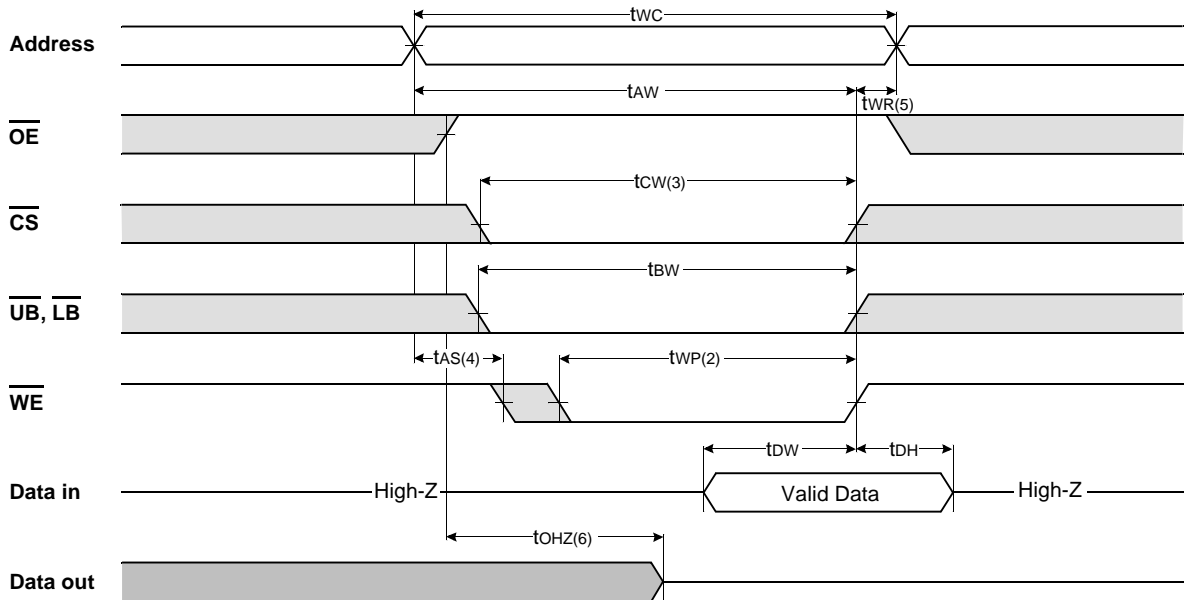 tWC
Address
tAW
tWR(5)
OE
tCW(3)
CS
tBW
UB, LB
tAS(4)
tWP(2)
WE
tDW
tDH
Data in
High-Z
Valid Data
High-Z
tOHZ(6)
Data out